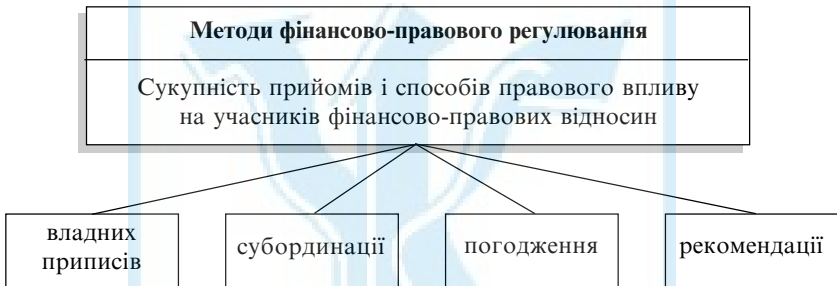 Методи фінансово-правового регулювання
Сукупність прийомів і способів правового впливу
на учасників фінансово-правових відносин
владних
приписів
субординації
погодження
рекомендації